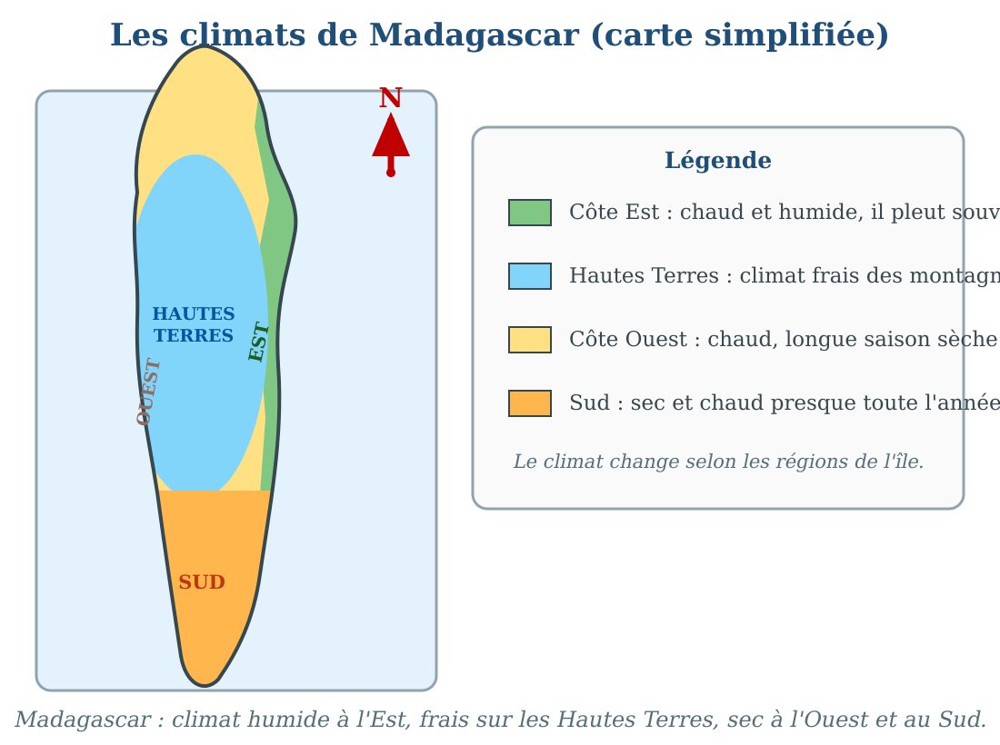 Les climats de Madagascar (carte simplifiée)
N
Légende
Côte Est : chaud et humide, il pleut souv
Hautes Terres : climat frais des montagn
Côte Ouest : chaud, longue saison sèche
Sud : sec et chaud presque toute l'année
Le climat change selon les régions de l'île.
HAUTES
TERRES
EST
OUEST
SUD
Madagascar : climat humide à l'Est, frais sur les Hautes Terres, sec à l'Ouest et au Sud.